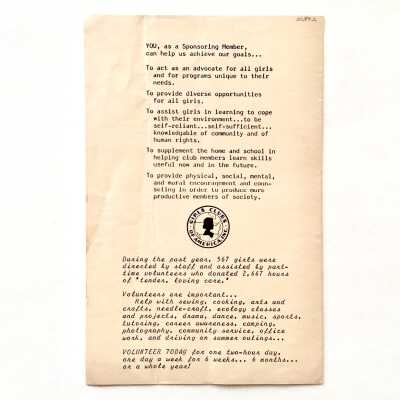 YOU, as a Sponsoring Member,
can help us achieve our goals...
To act as an advocate for all girls
and for programs unique to their
needs.
To provide diverse opportunities
for all girls.
To assist girls in learning to cope
with their environment...to be
self-reliant...self-sufficient...
knowledgable of community and of
human rights.
To supplement the home and school in
helping club members learn skills
useful now and in the future.
To provide physical, social, mental,
and moral encouragement and coun-
seling in order to produce more
productive members of society.
GIRLS CLUBS
OF AMERICA, INC.
During the past year, 567 girls were
directed by staff and assisted by part-
time volunteers who donated 2,667 hours
of "tender, loving care."
Volunteers are important...
Help with sewing, cooking, arts and
crafts, needle-craft, ecology classes
and projects, drama, dance, music, sports,
tutoring, career awareness, camping,
photography, community service, office
work, and driving on summer outings...
VOLUNTEER TODAY for one two-hour day,
one day a week for 6 weeks... 6 months...
or a whole year!